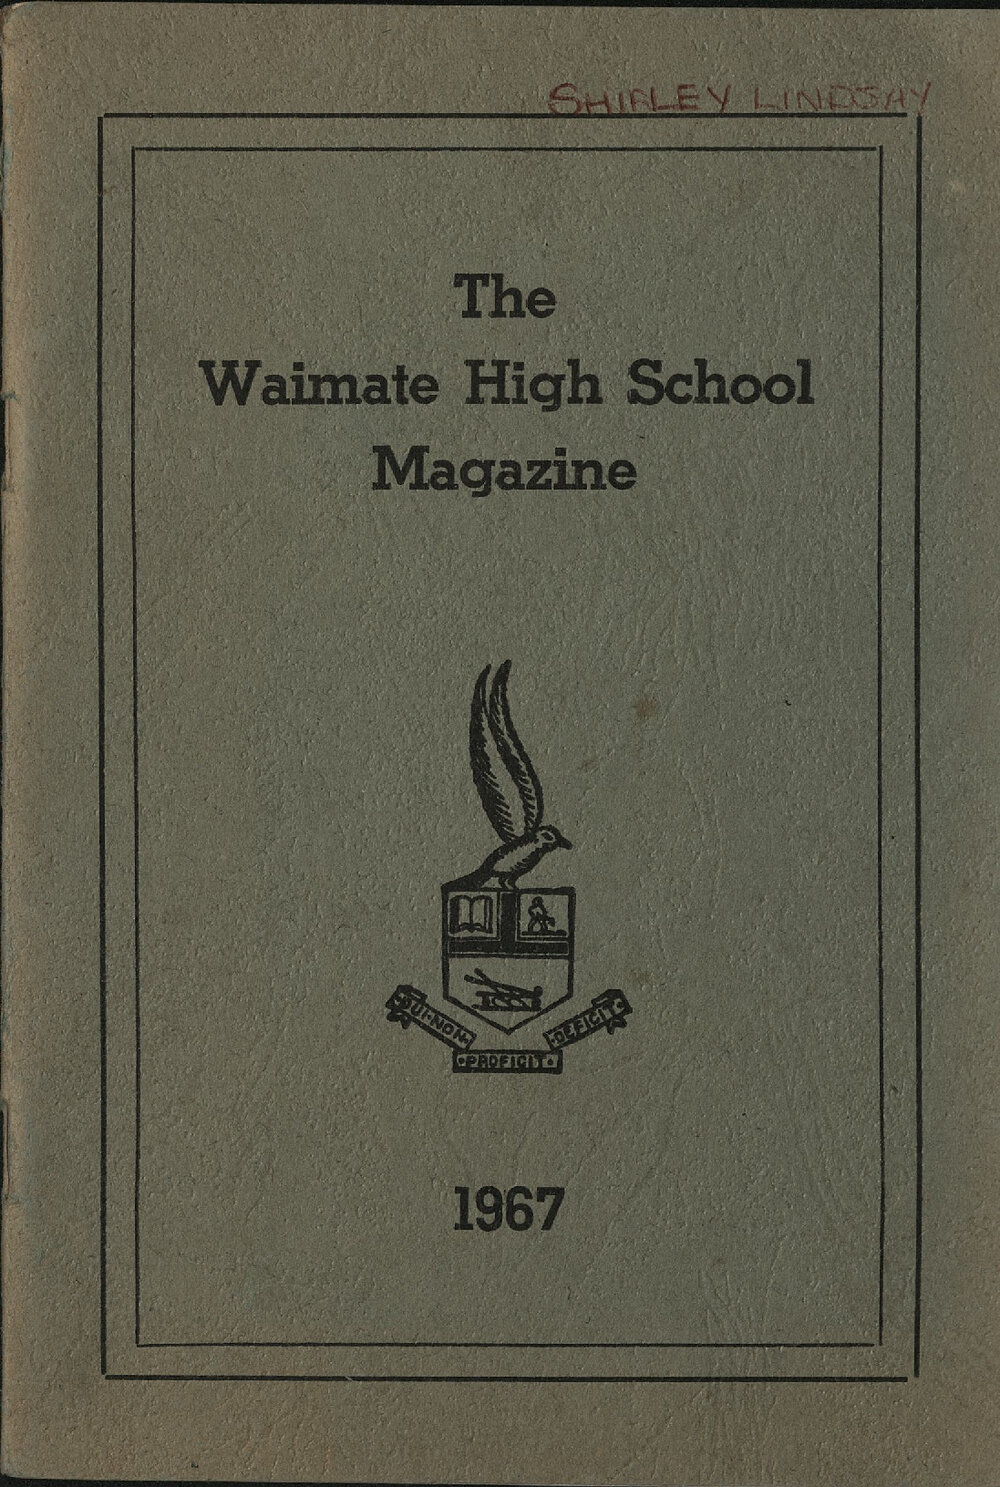 SHIRLEY LINDSAY
The
Waimate High School
Magazine
·QUI·NON·
·PROFICIT·
·DEFICIT·
1967